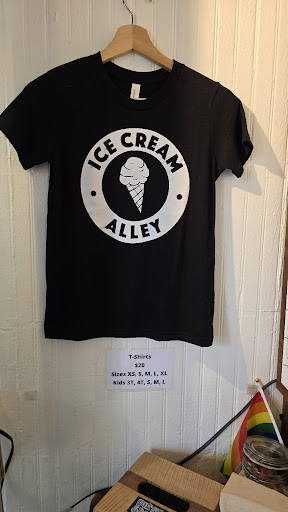 ICE CREAM
ALLEY
T-Shirts
$20
Sizes XS, S, M, L, XL
Kids 3T, 4T, S, M, L